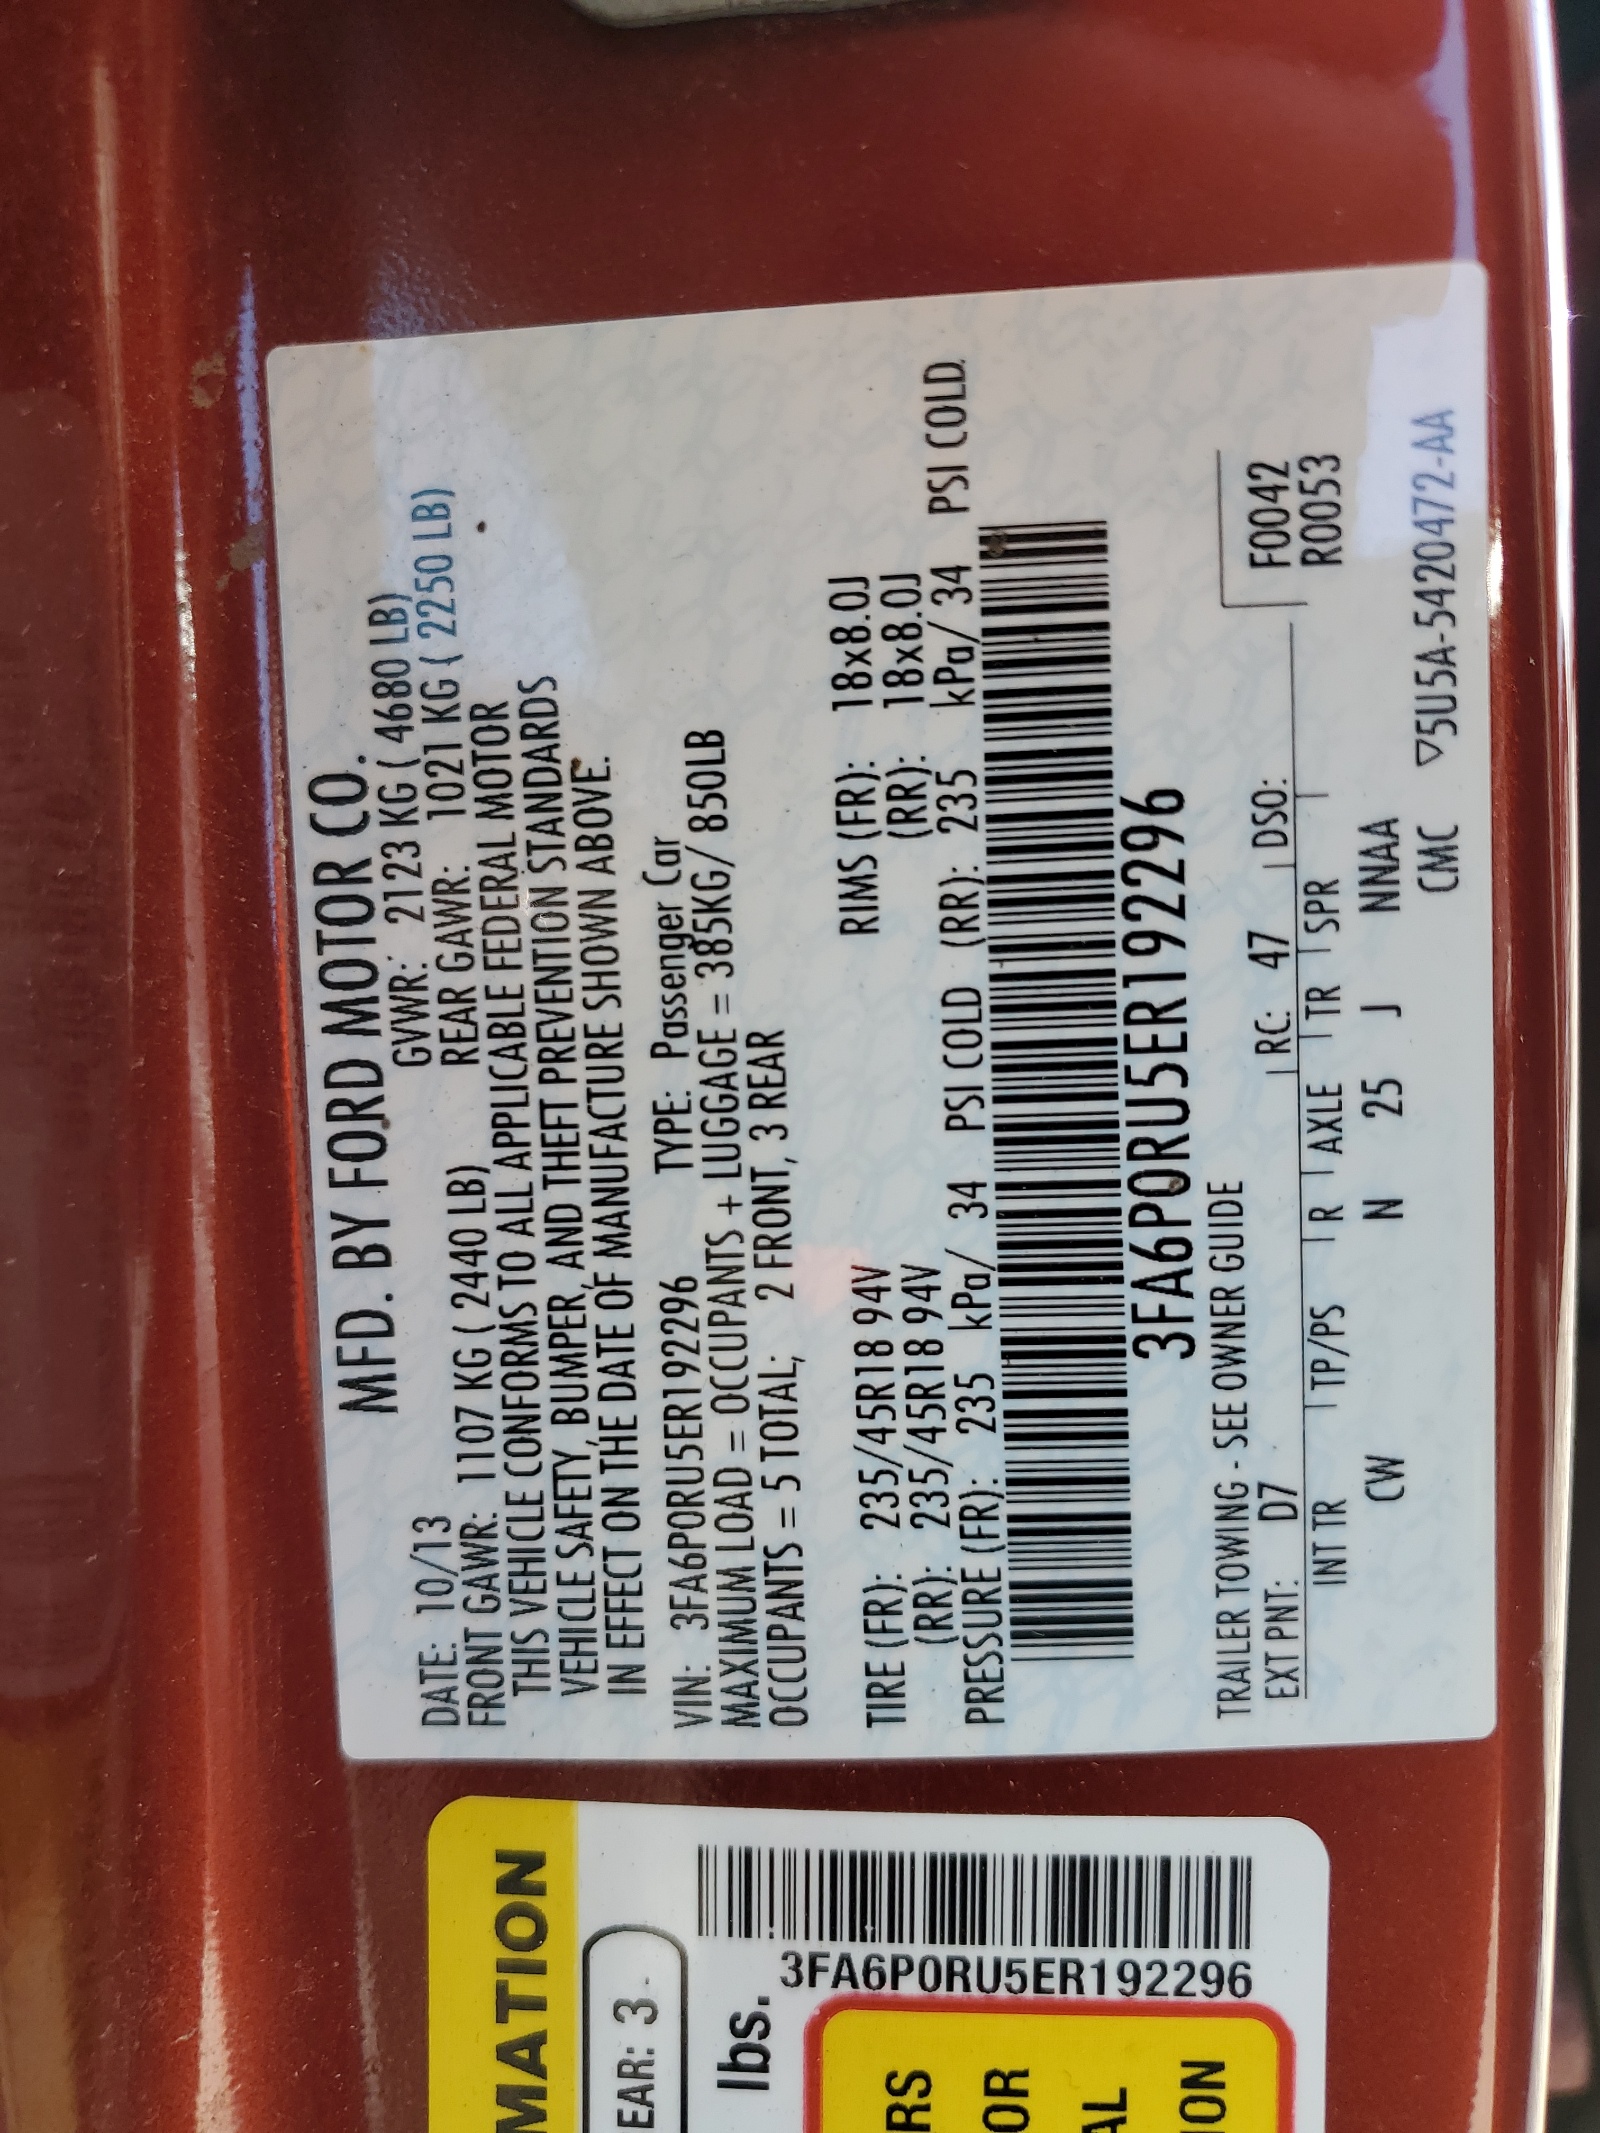 MFD. BY FORD MOTOR CO.
DATE: 10/13 GVWR: 2123 KG ( 4680 LB)
FRONT GAWR: 1107 KG ( 2440 LB) REAR GAWR: 1021 KG ( 2250 LB)
THIS VEHICLE CONFORMS TO ALL APPLICABLE FEDERAL MOTOR
VEHICLE SAFETY, BUMPER, AND THEFT PREVENTION STANDARDS
IN EFFECT ON THE DATE OF MANUFACTURE SHOWN ABOVE.
VIN: 3FA6P0RU5ER192296 TYPE: Passenger Car
MAXIMUM LOAD = OCCUPANTS + LUGGAGE = 385KG/ 850LB
OCCUPANTS = 5 TOTAL; 2 FRONT, 3 REAR
TIRE (FR): 235/45R18 94V RIMS (FR): 18x8.0J
(RR): 235/45R18 94V (RR): 18x8.0J
PRESSURE (FR): 235 kPa/ 34 PSI COLD (RR): 235 kPa/ 34 PSI COLD
3FA6P0RU5ER192296
TRAILER TOWING - SEE OWNER GUIDE
EXT PNT: D7 RC: 47 DSO: F0042
R0053
INT TR TP/PS R AXLE TR SPR
CW N 25 J NNAA
CMC ▽5U5A-5420472-AA
MATION
EAR: 3
lbs.
3FA6P0RU5ER192296
RS
OR
AL
ION